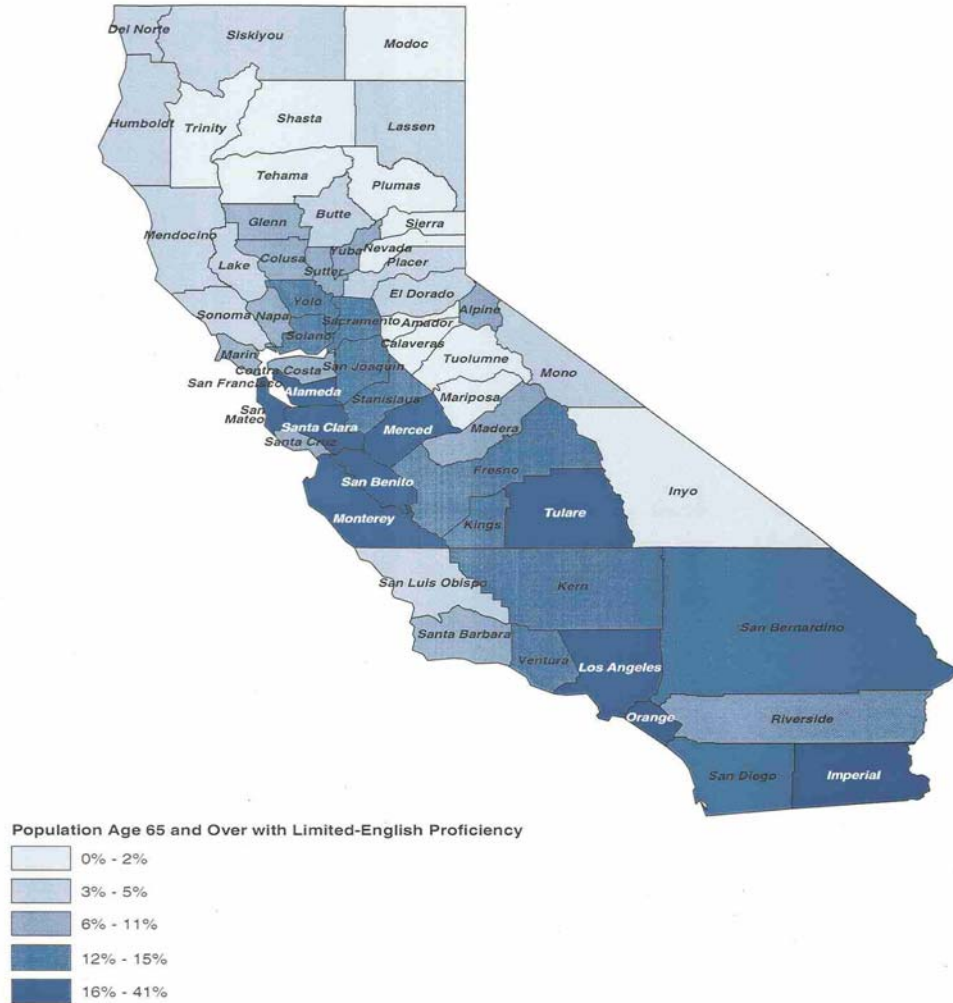 Del Norte
Siskiyou
Modoc
Humboldt
Trinity
Shasta
Lassen
Tehama
Plumas
Mendocino
Glenn
Butte
Sierra
Lake
Colusa
Sutter
Yuba
Nevada
Placer
Sonoma
Napa
Yolo
El Dorado
Alpine
Solano
Sacramento
Amador
Marin
Contra Costa
San Joaquin
Calaveras
Tuolumne
Mono
San Francisco
Alameda
Stanislaus
Mariposa
San
Mateo
Santa Clara
Merced
Madera
Santa Cruz
San Benito
Fresno
Inyo
Monterey
Kings
Tulare
San Luis Obispo
Kern
San Bernardino
Santa Barbara
Ventura
Los Angeles
Orange
Riverside
San Diego
Imperial
Population Age 65 and Over with Limited-English Proficiency
0% - 2%
3% - 5%
6% - 11%
12% - 15%
16% - 41%